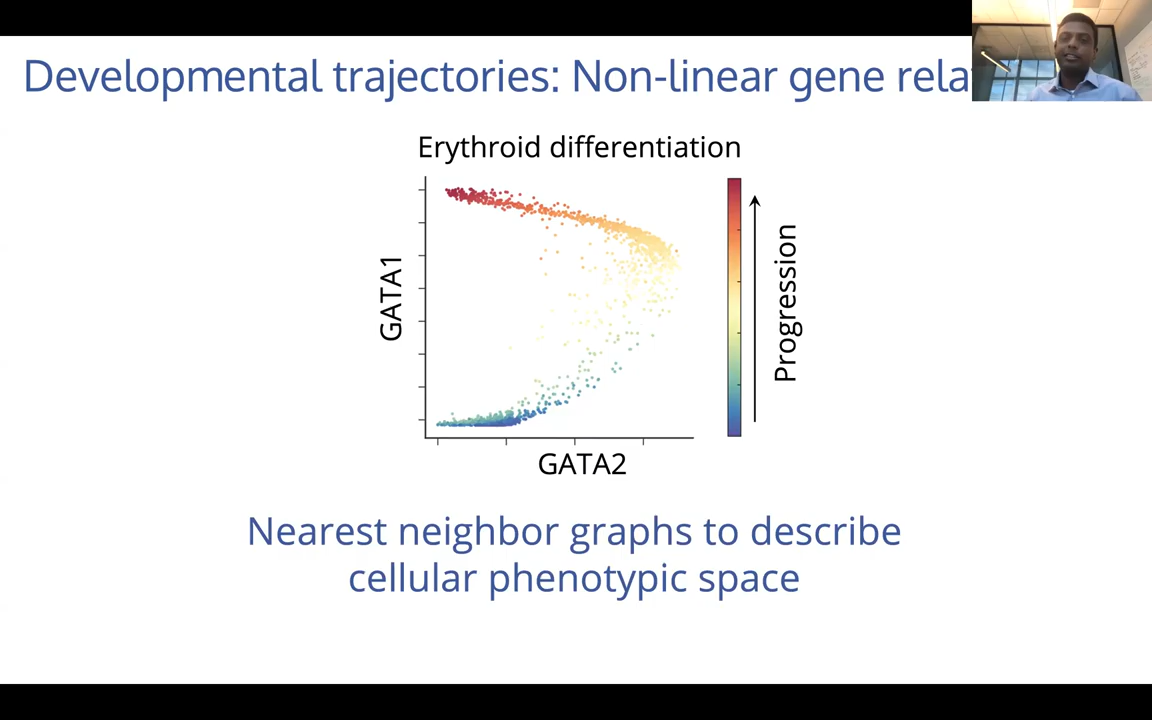 Developmental trajectories: Non-linear gene rela
Erythroid differentiation
GATA1
Progression
GATA2
Nearest neighbor graphs to describe
cellular phenotypic space